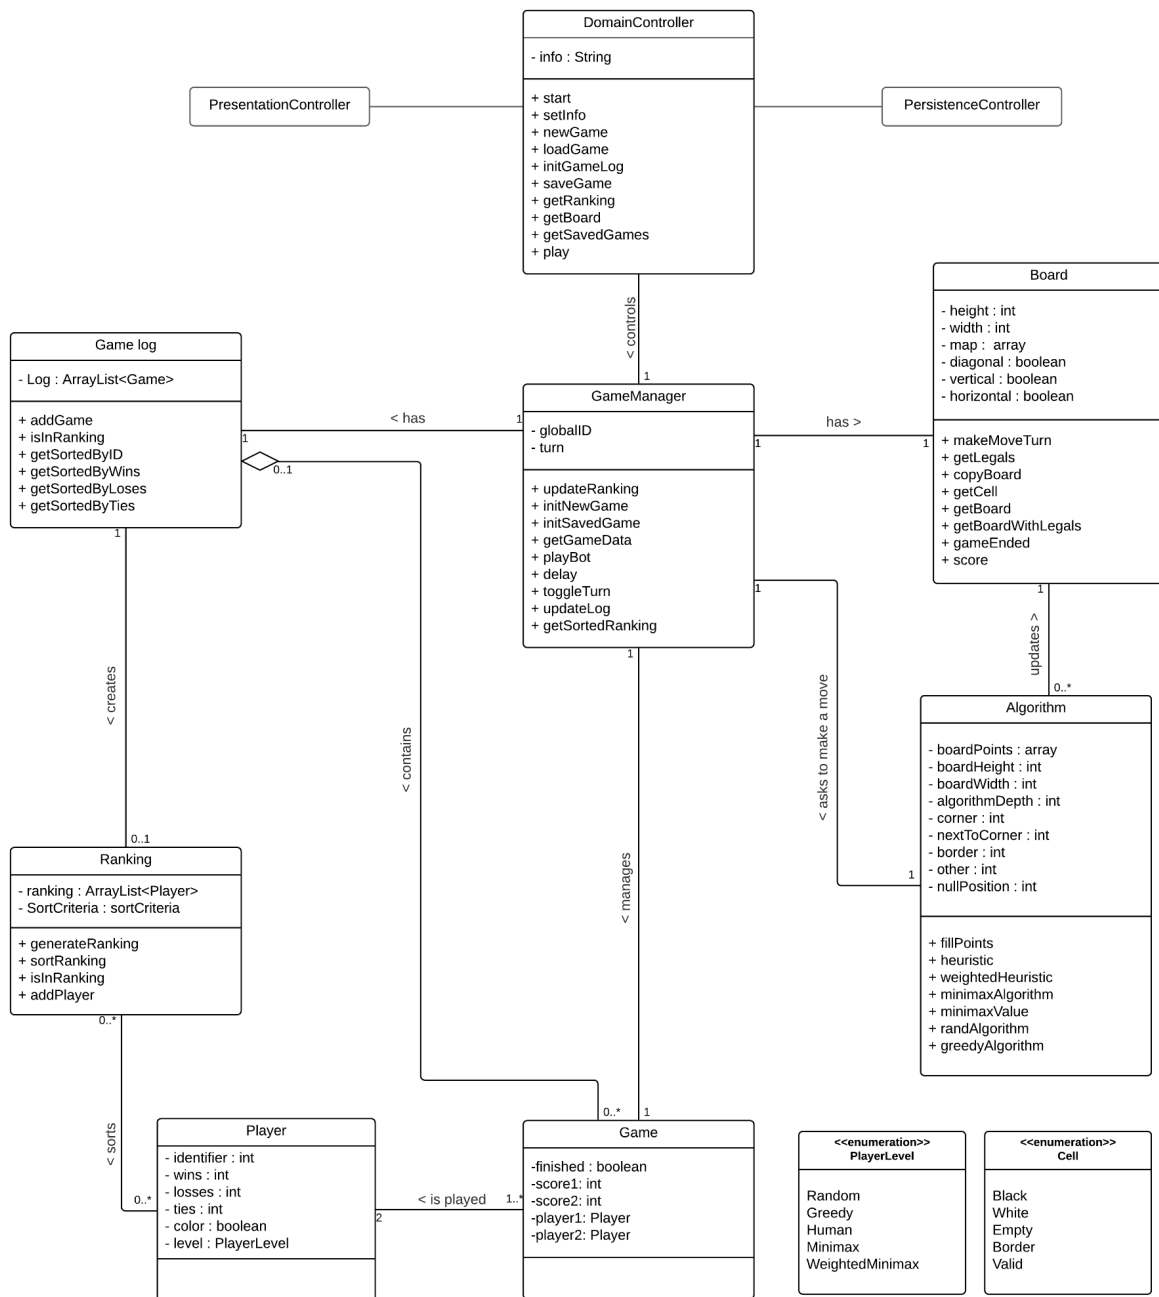 DomainController
- info : String
+ start
+ setInfo
+ newGame
+ loadGame
+ initGameLog
+ saveGame
+ getRanking
+ getBoard
+ getSavedGames
+ play
PresentationController
PersistenceController
< controls
1
Board
- height : int
- width : int
- map : array
- diagonal : boolean
- vertical : boolean
- horizontal : boolean
+ makeMoveTurn
+ getLegals
+ copyBoard
+ getCell
+ getBoard
+ getBoardWithLegals
+ gameEnded
+ score
Game log
- Log : ArrayList<Game>
+ addGame
+ isInRanking
+ getSortedByID
+ getSortedByWins
+ getSortedByLoses
+ getSortedByTies
< has
1
1
0..1
GameManager
- globalID
- turn
+ updateRanking
+ initNewGame
+ initSavedGame
+ getGameData
+ playBot
+ delay
+ toggleTurn
+ updateLog
+ getSortedRanking
has >
1
1
1
1
updates >
0..*
1
< creates
0..1
< contains
1
< manages
< asks to make a move
1
Algorithm
- boardPoints : array
- boardHeight : int
- boardWidth : int
- algorithmDepth : int
- corner : int
- nextToCorner : int
- border : int
- other : int
- nullPosition : int
+ fillPoints
+ heuristic
+ weightedHeuristic
+ minimaxAlgorithm
+ minimaxValue
+ randAlgorithm
+ greedyAlgorithm
Ranking
- ranking : ArrayList<Player>
- SortCriteria : sortCriteria
+ generateRanking
+ sortRanking
+ isInRanking
+ addPlayer
0..*
< sorts
0..*
0..*
1
Player
- identifier : int
- wins : int
- losses : int
- ties : int
- color : boolean
- level : PlayerLevel
< is played
2
1..*
Game
-finished : boolean
-score1: int
-score2: int
-player1: Player
-player2: Player
<<enumeration>>
PlayerLevel
Random
Greedy
Human
Minimax
WeightedMinimax
<<enumeration>>
Cell
Black
White
Empty
Border
Valid